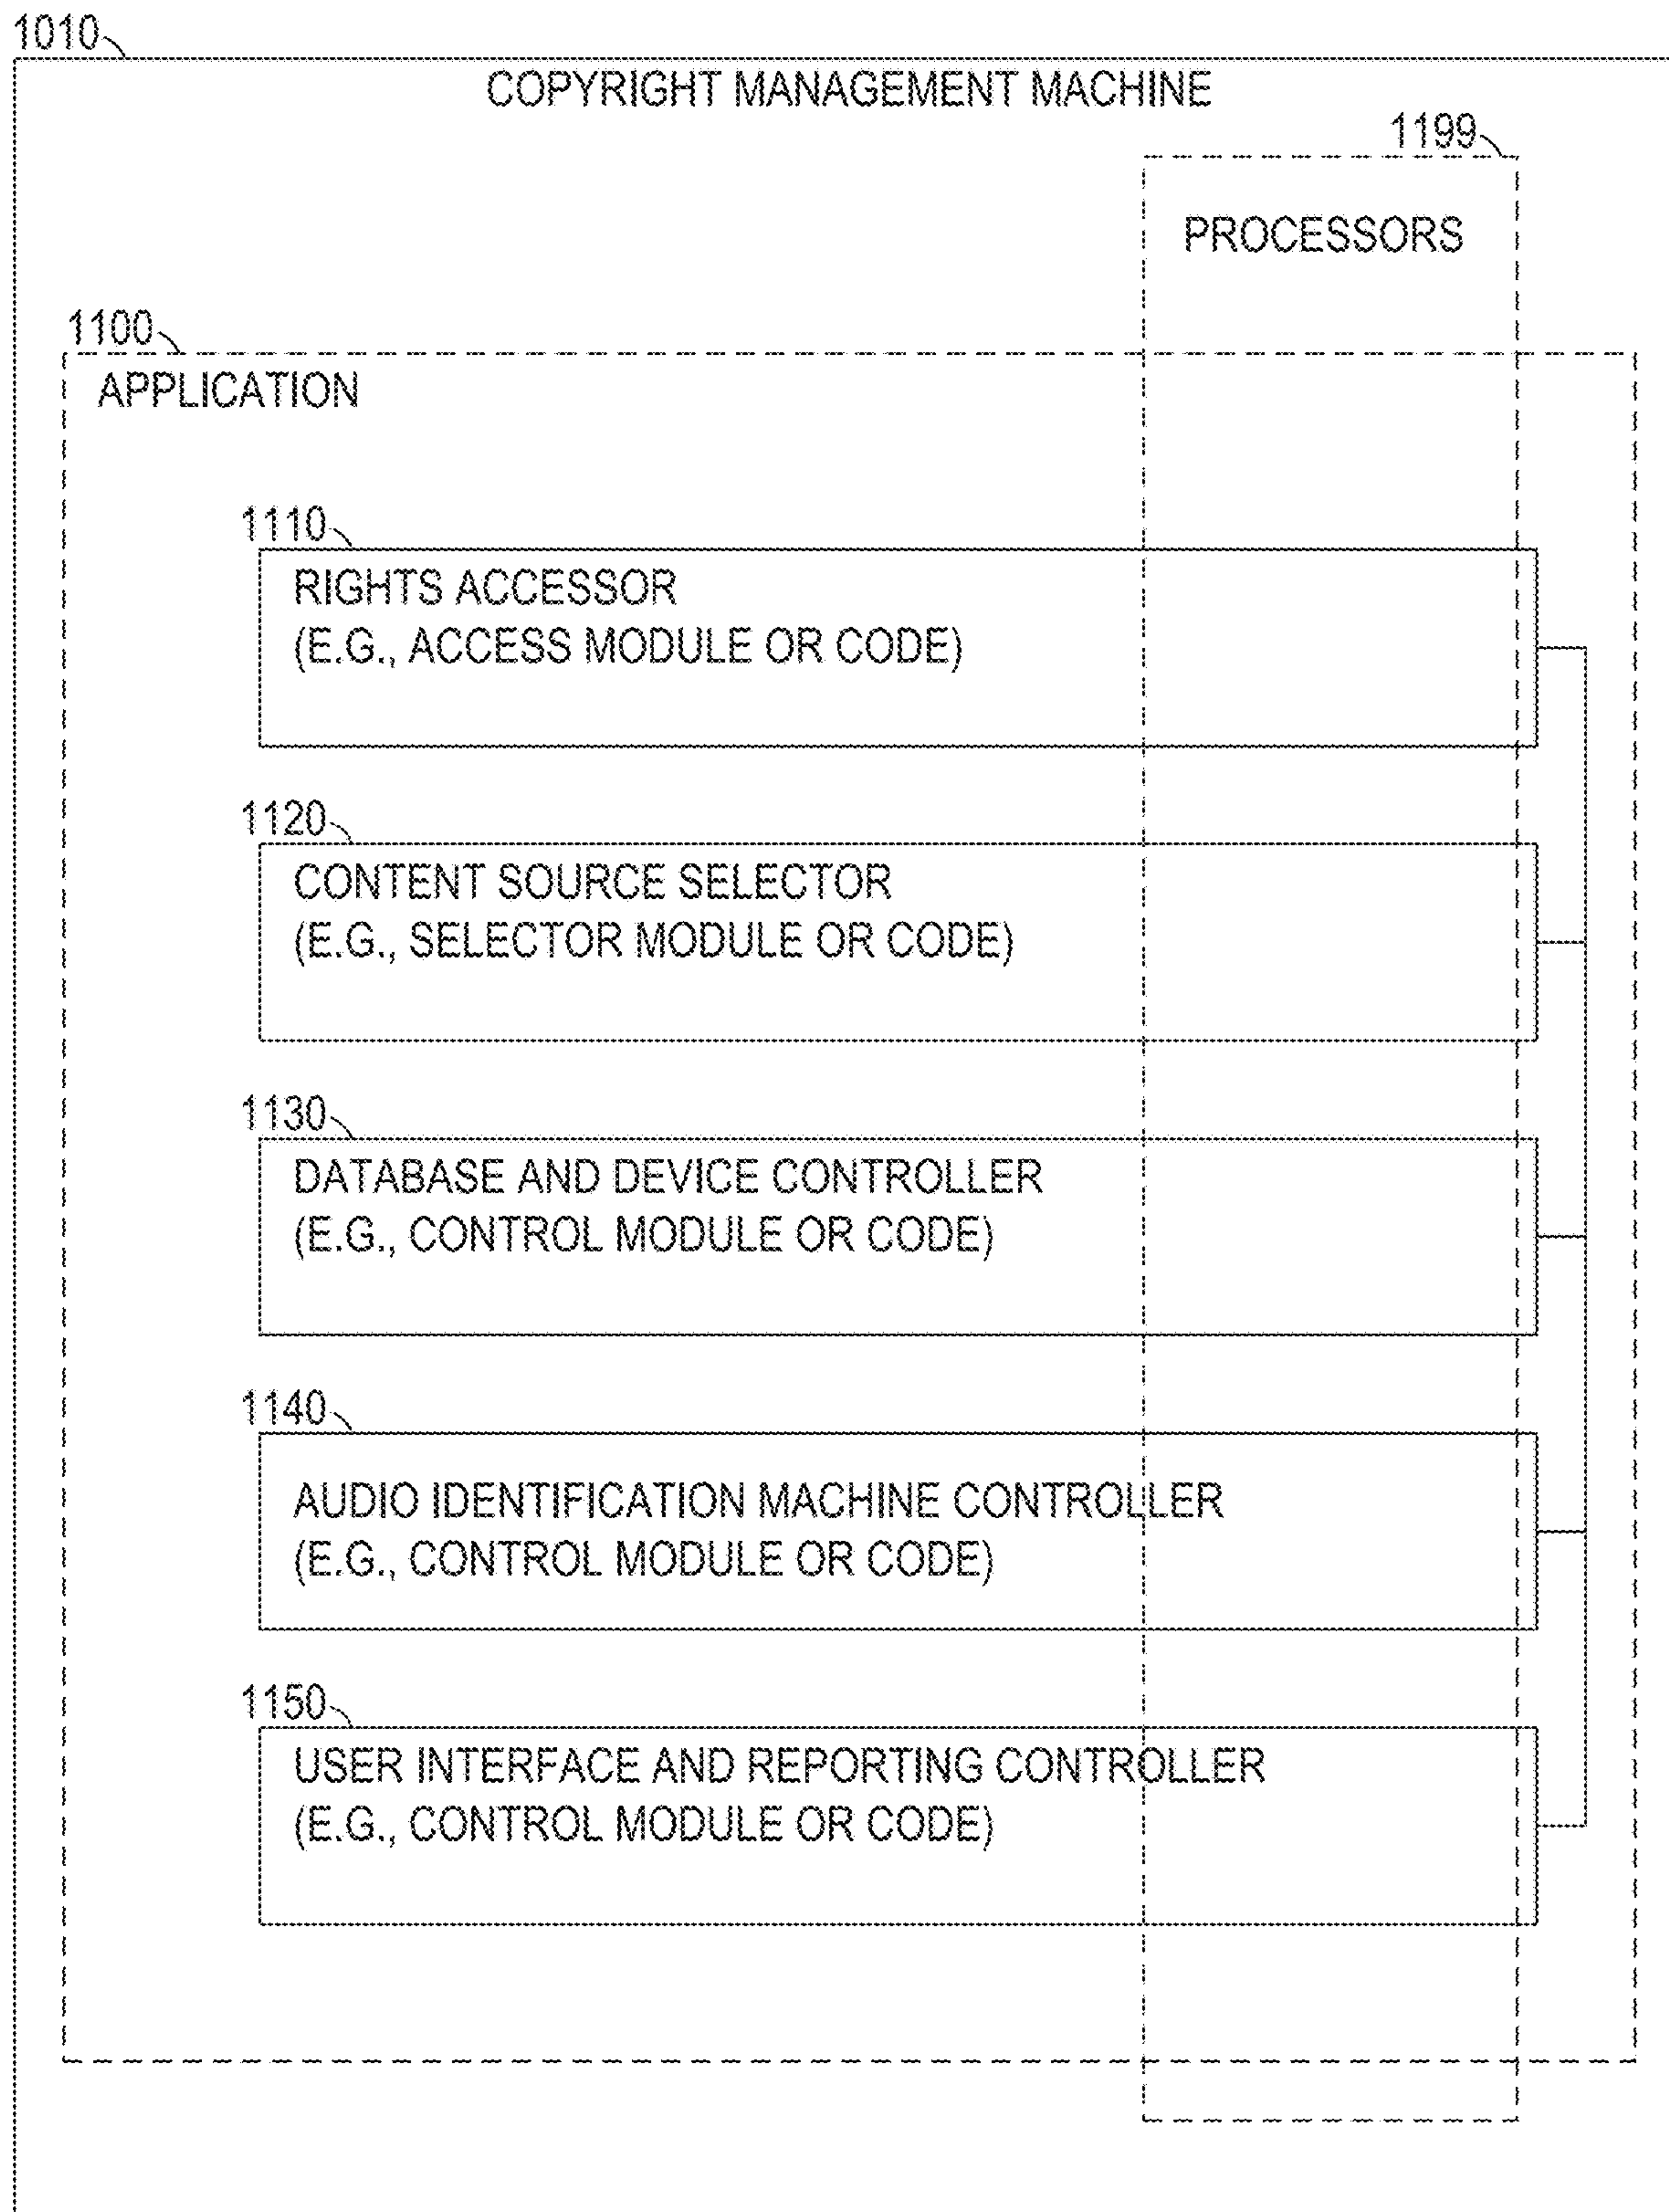 1010
COPYRIGHT MANAGEMENT MACHINE
1199
PROCESSORS
1100
APPLICATION
1110
RIGHTS ACCESSOR
(E.G., ACCESS MODULE OR CODE)
1120
CONTENT SOURCE SELECTOR
(E.G., SELECTOR MODULE OR CODE)
1130
DATABASE AND DEVICE CONTROLLER
(E.G., CONTROL MODULE OR CODE)
1140
AUDIO IDENTIFICATION MACHINE CONTROLLER
(E.G., CONTROL MODULE OR CODE)
1150
USER INTERFACE AND REPORTING CONTROLLER
(E.G., CONTROL MODULE OR CODE)